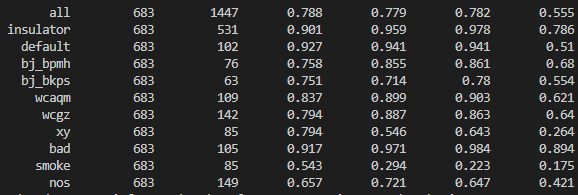 all 683 1447 0.788 0.779 0.782 0.555
insulator 683 531 0.901 0.959 0.978 0.786
default 683 102 0.927 0.941 0.941 0.51
bj_bpmh 683 76 0.758 0.855 0.861 0.68
bj_bkps 683 63 0.751 0.714 0.78 0.554
wcaqm 683 109 0.837 0.899 0.903 0.621
wcgz 683 142 0.794 0.887 0.863 0.64
xy 683 85 0.794 0.546 0.643 0.264
bad 683 105 0.917 0.971 0.984 0.894
smoke 683 85 0.543 0.294 0.223 0.175
nos 683 149 0.657 0.721 0.647 0.421